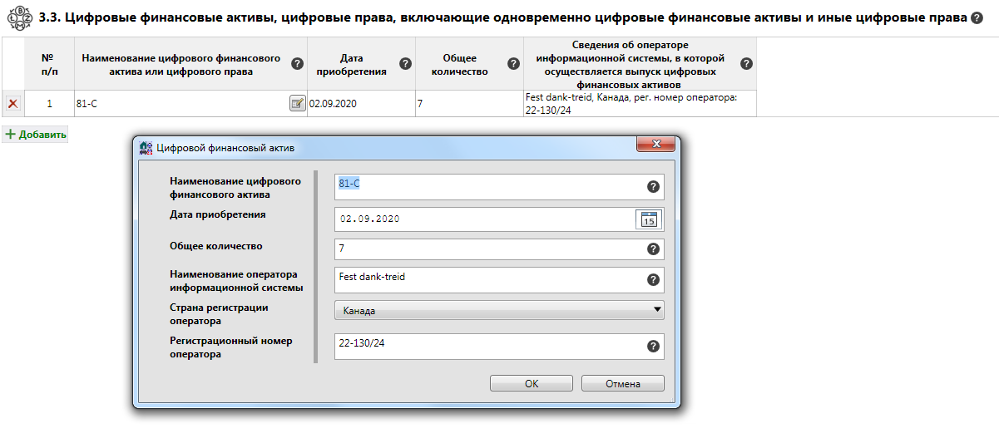 3.3. Цифровые финансовые активы, цифровые права, включающие одновременно цифровые финансовые активы и иные цифровые права ?
№
п/п
Наименование цифрового финансового
актива или цифрового права
?
Дата
приобретения
?
Общее
количество
?
Сведения об операторе
информационной системы, в которой
осуществляется выпуск цифровых
финансовых активов
?
1
81-С
02.09.2020
7
Fest dank-treid, Канада, рег. номер оператора:
22-130/24
+ Добавить
Цифровой финансовый актив
Наименование цифрового
финансового актива
81-С
?
Дата приобретения
02.09.2020
15
Общее количество
7
?
Наименование оператора
информационной системы
Fest dank-treid
?
Страна регистрации
оператора
Канада
Регистрационный номер
оператора
22-130/24
?
ОК
Отмена